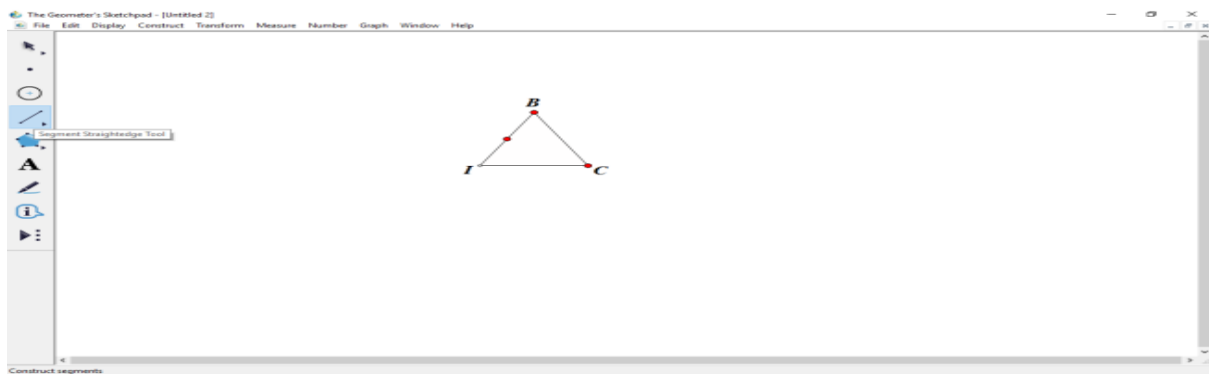 The Geometer's Sketchpad - [Untitled 2]
File Edit Display Construct Transform Measure Number Graph Window Help
B
Segment Straightedge Tool
A
I
C
Construct segments